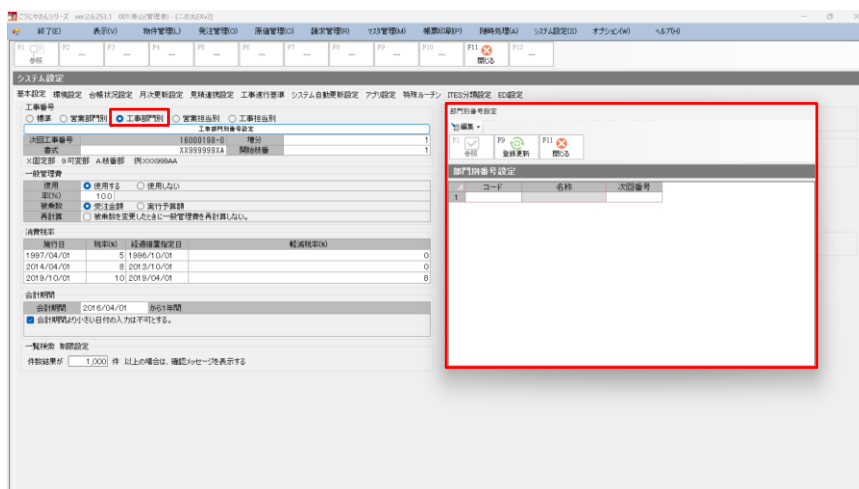 こうじやさんシリーズ ver2.6.253.1 001:青山(管理者) - [二の丸EXv2]
終了(E) 表示(V) 物件管理(L) 発注管理(O) 原価管理(C) 請求管理(R) マスタ管理(M) 帳票印刷(P) 随時処理(A) システム設定(S) オプション(W) ヘルプ(H)
F1 参照 F2 F3 F4 F5 F6 F7 F8 F9 F10 F11 閉じる F12
システム設定
基本設定 環境設定 台帳状況設定 月次更新設定 見積連携設定 工事進行基準 システム自動更新設定 アプリ設定 特殊ルーチン ITES分類設定 EDI設定
工事番号
標準 営業部門別 工事部門別 営業担当別 工事担当別
工事部門別番号設定
次回工事番号 16000198-0 増分 1
書式 XX999999XA 開始枝番 1
X:固定部 9:可変部 A:枝番部 例:XXX999AA
一般管理費
使用 使用する 使用しない
率(%) 10.0
被乗数 受注金額 実行予算額
再計算 被乗数を変更したときに一般管理費を再計算しない。
消費税率
施行日 税率(%) 経過措置指定日 軽減税率(%)
1997/04/01 5 1996/10/01 0
2014/04/01 8 2013/10/01 0
2019/10/01 10 2019/04/01 8
会計期間
会計期間 2016/04/01 から1年間
会計期間より小さい日付の入力は不可とする。
一覧検索 制限設定
件数結果が 1,000 件 以上の場合は、確認メッセージを表示する
部門別番号設定
編集
F1 参照 F9 登録更新 F11 閉じる
部門別番号設定
コード 名称 次回番号
1